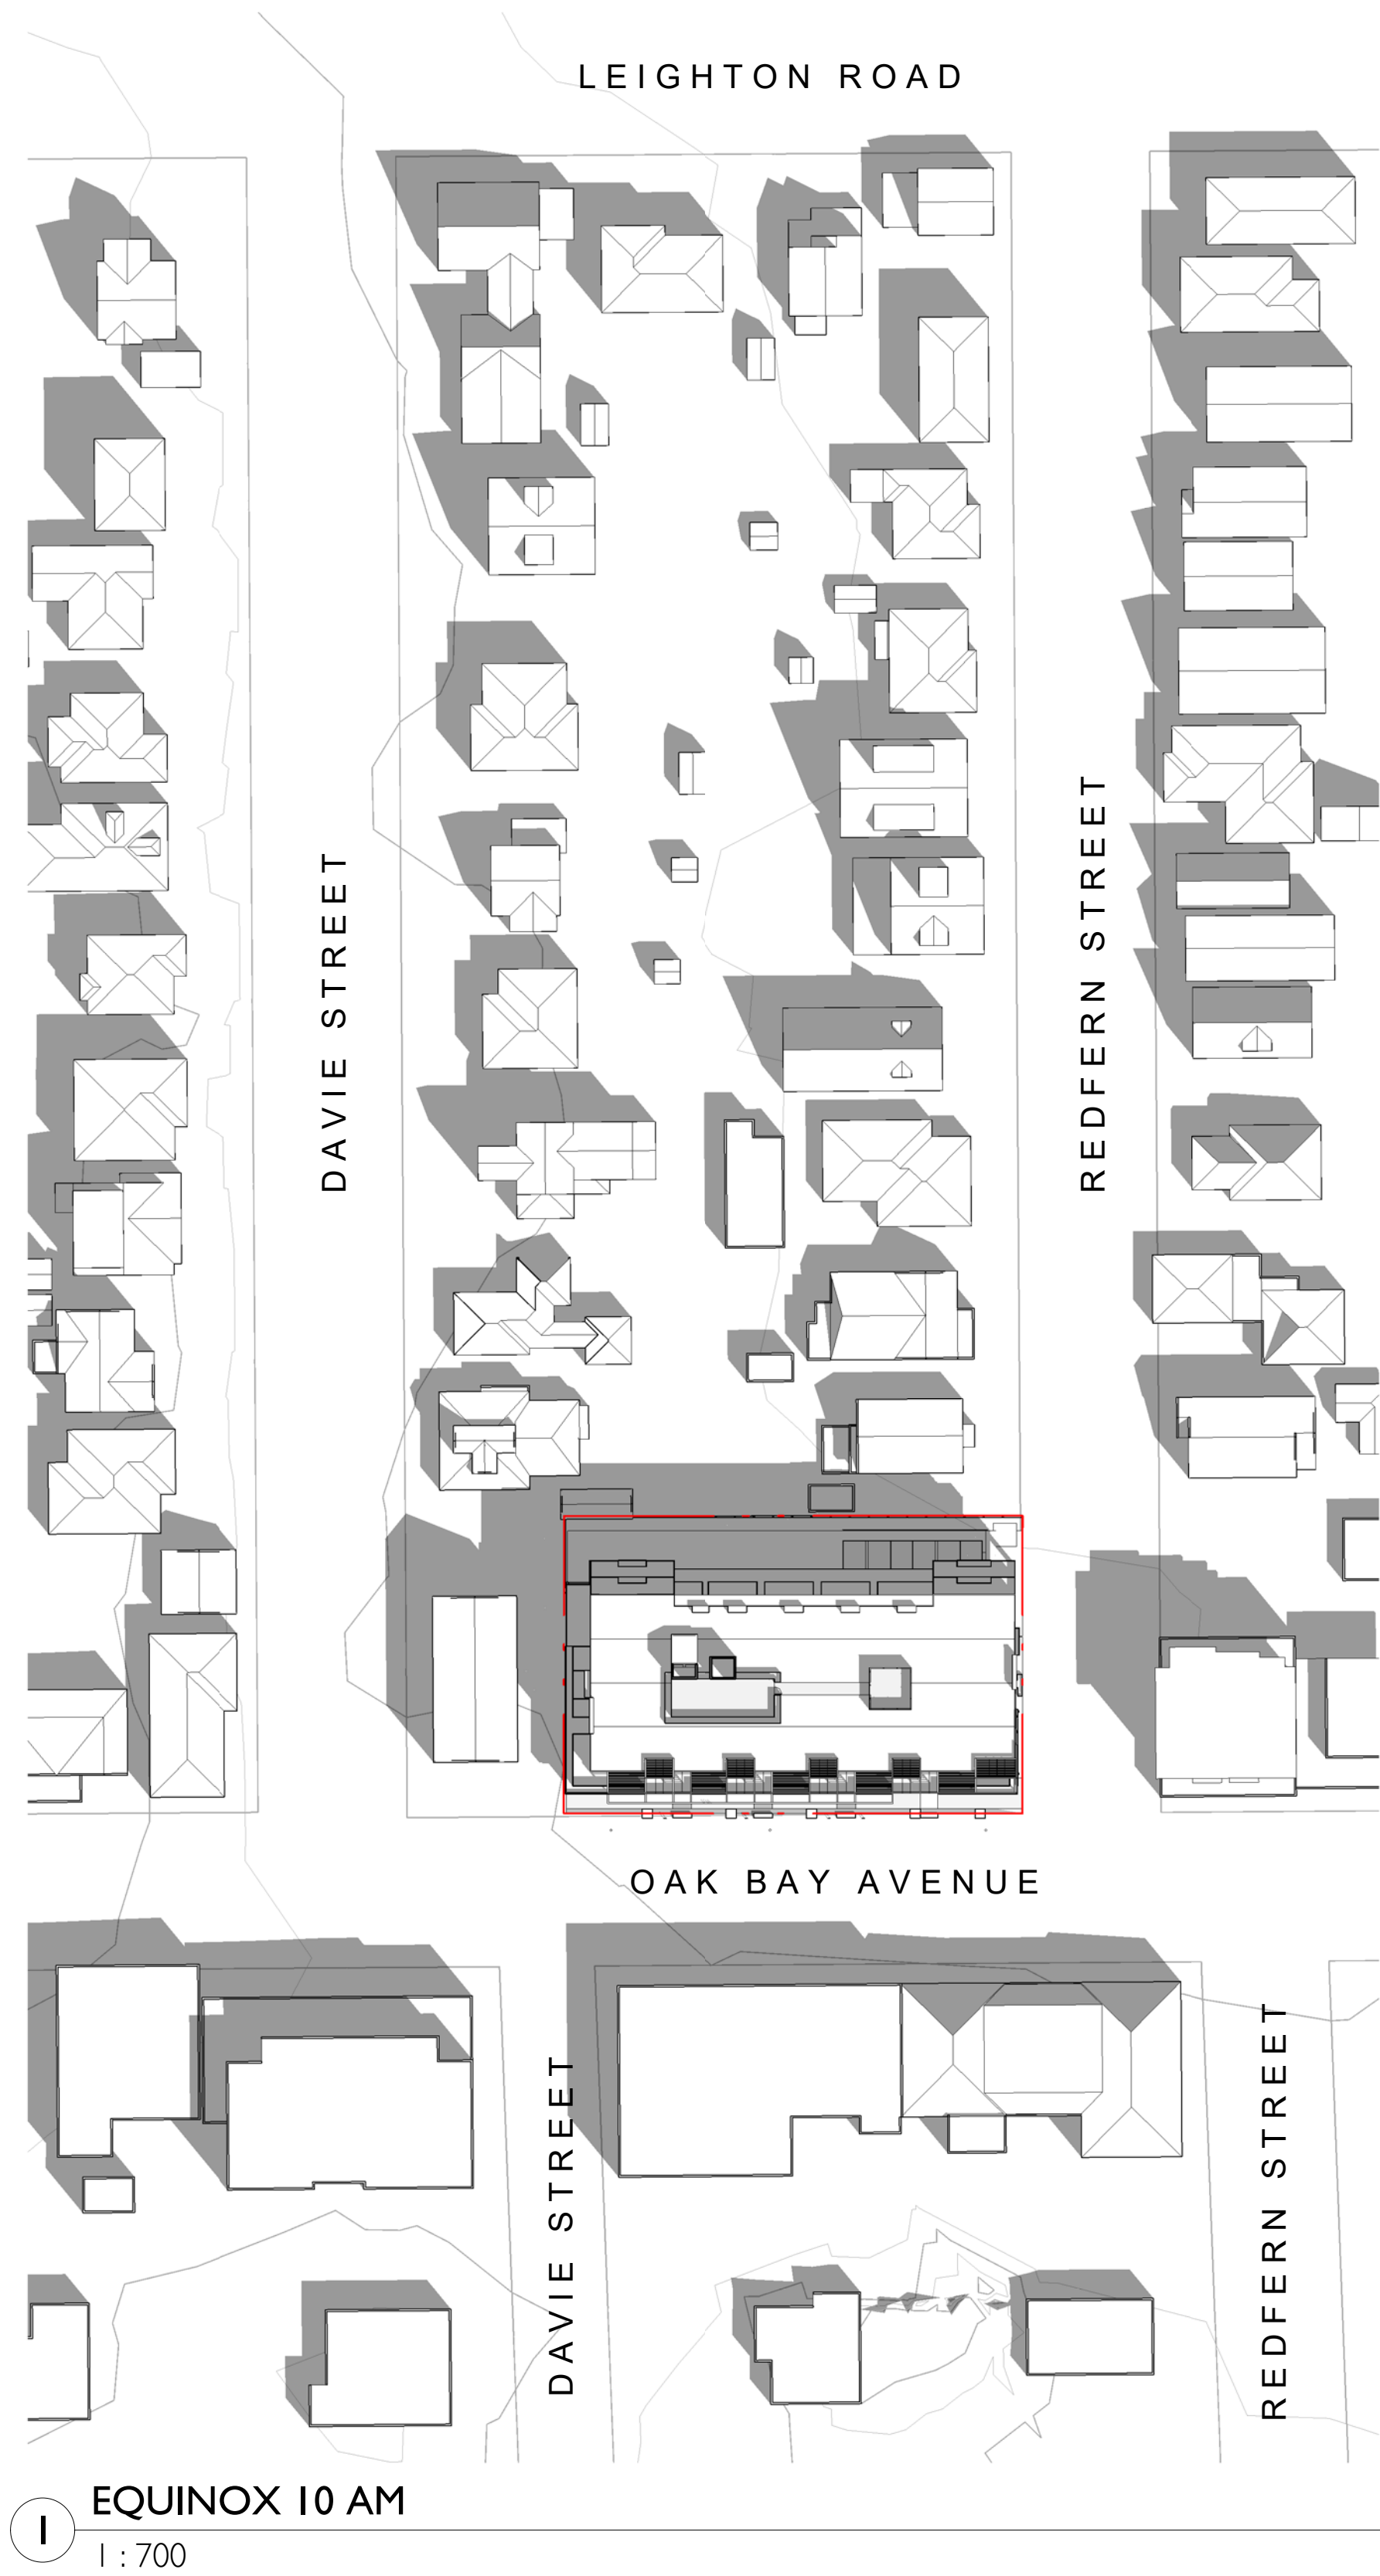 LEIGHTON ROAD
DAVIE STREET
REDFERN STREET
OAK BAY AVENUE
DAVIE STREET
REDFERN STREET
1
EQUINOX 10 AM
1 : 700